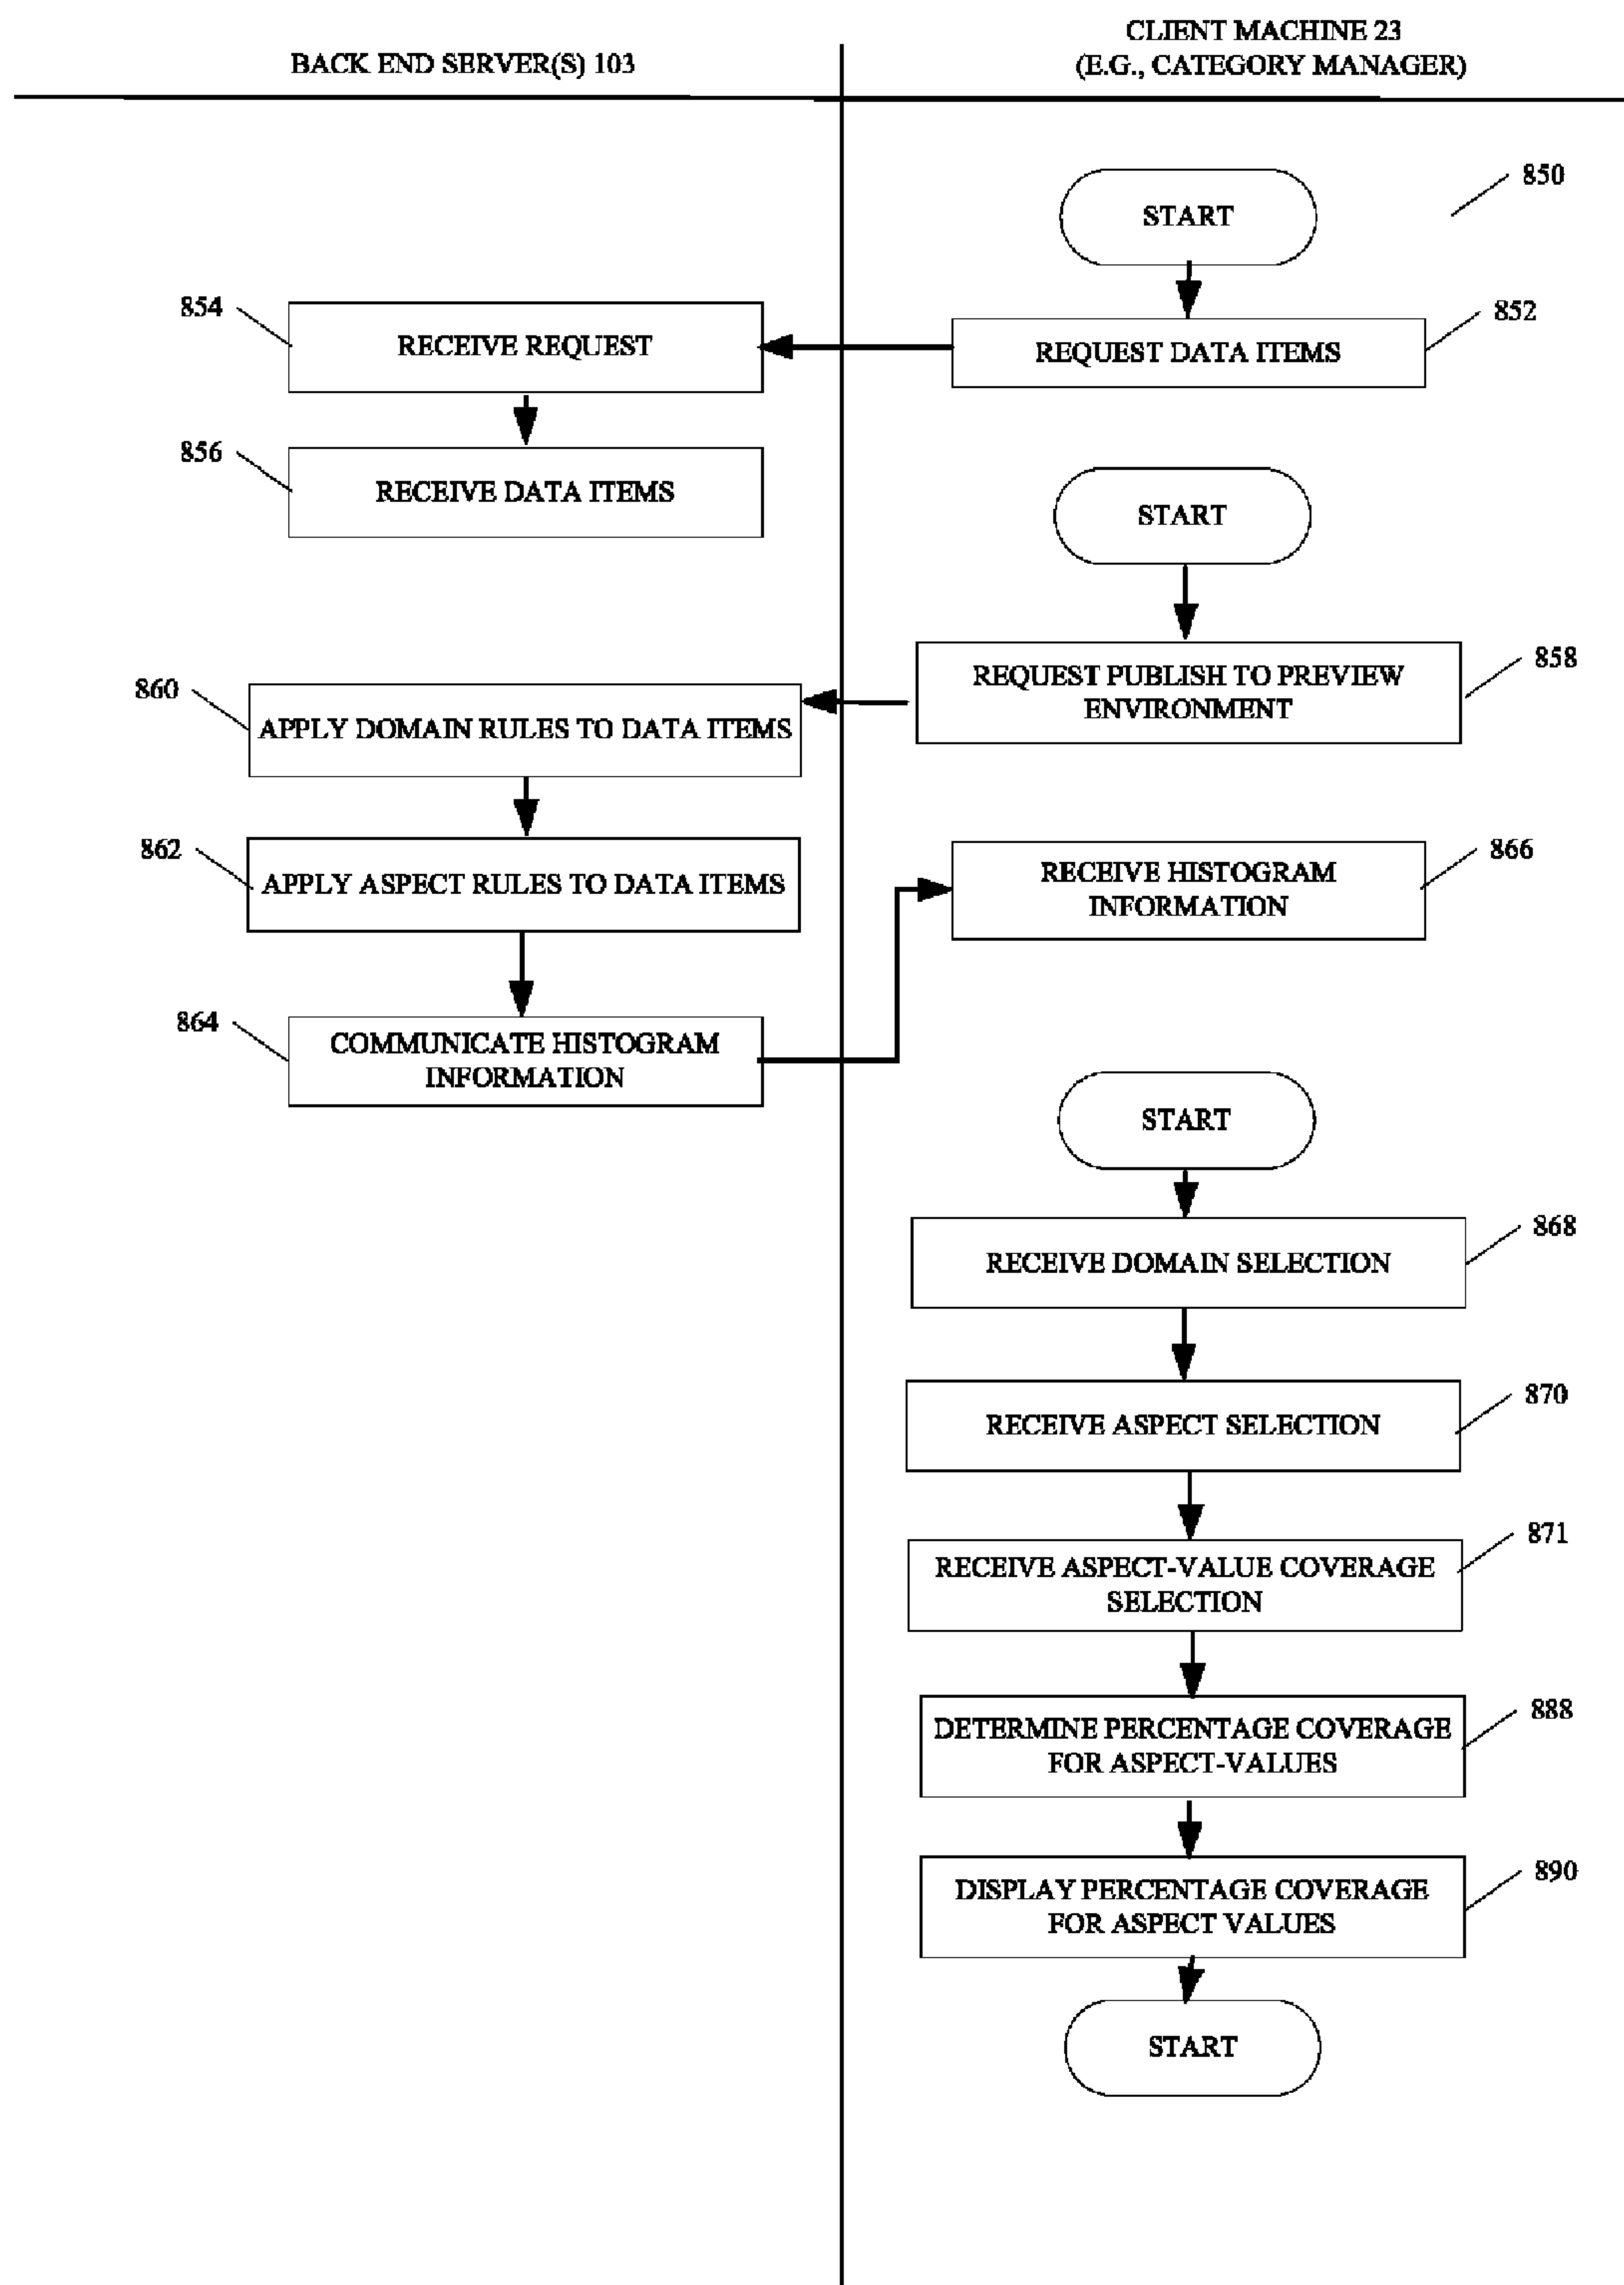 BACK END SERVER(S) 103
CLIENT MACHINE 23
(E.G., CATEGORY MANAGER)
850
START
854
RECEIVE REQUEST
852
REQUEST DATA ITEMS
856
RECEIVE DATA ITEMS
START
858
REQUEST PUBLISH TO PREVIEW
ENVIRONMENT
860
APPLY DOMAIN RULES TO DATA ITEMS
862
APPLY ASPECT RULES TO DATA ITEMS
864
COMMUNICATE HISTOGRAM
INFORMATION
866
RECEIVE HISTOGRAM
INFORMATION
START
868
RECEIVE DOMAIN SELECTION
870
RECEIVE ASPECT SELECTION
871
RECEIVE ASPECT-VALUE COVERAGE
SELECTION
888
DETERMINE PERCENTAGE COVERAGE
FOR ASPECT-VALUES
890
DISPLAY PERCENTAGE COVERAGE
FOR ASPECT VALUES
START